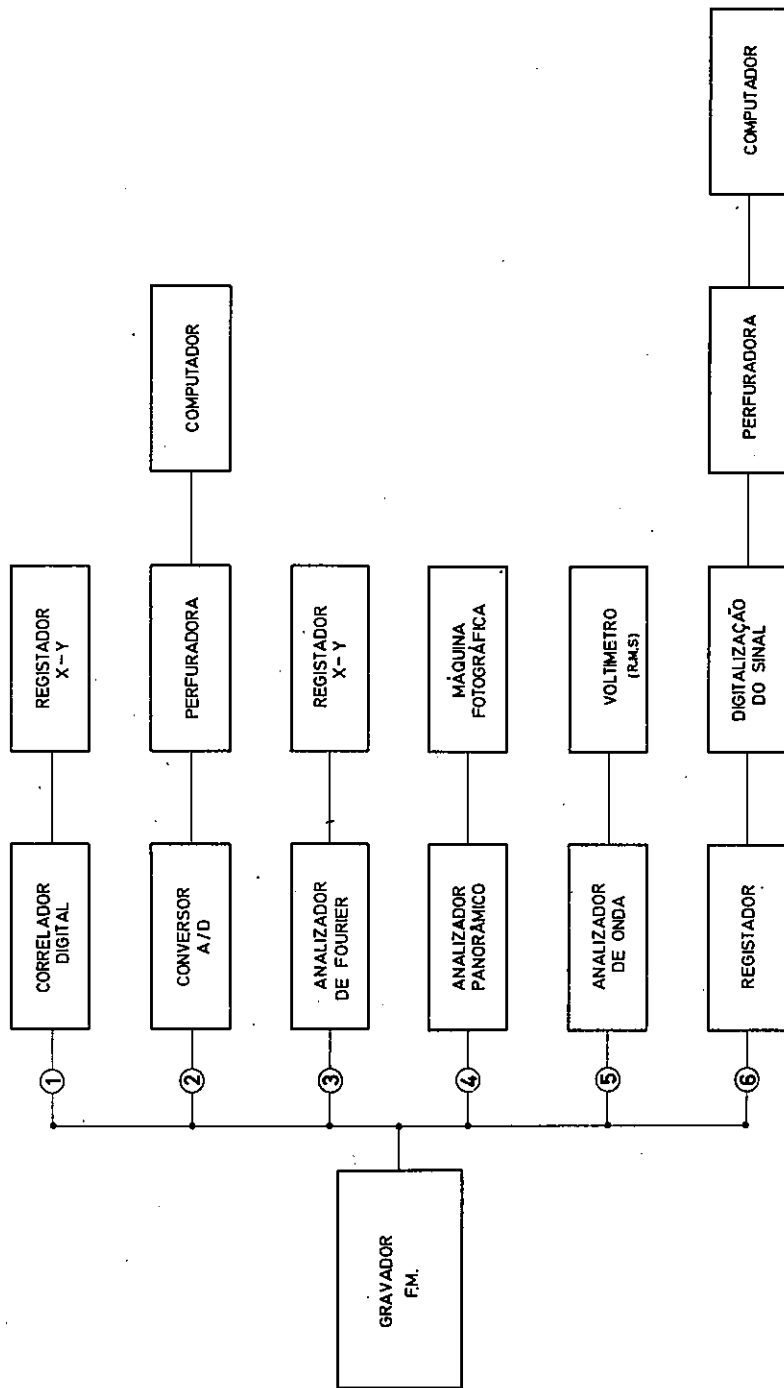 GRAVADOR
F.M.
1
CORRELADOR
DIGITAL
REGISTADOR
X-Y
2
CONVERSOR
A/D
PERFURADORA
COMPUTADOR
3
ANALIZADOR
DE FOURIER
REGISTADOR
X-Y
4
ANALIZADOR
PANORÂMICO
MÁQUINA
FOTOGRÁFICA
5
ANALIZADOR
DE ONDA
VOLTIMETRO
(R.M.S)
6
REGISTADOR
DIGITALIZAÇÃO
DO SINAL
PERFURADORA
COMPUTADOR